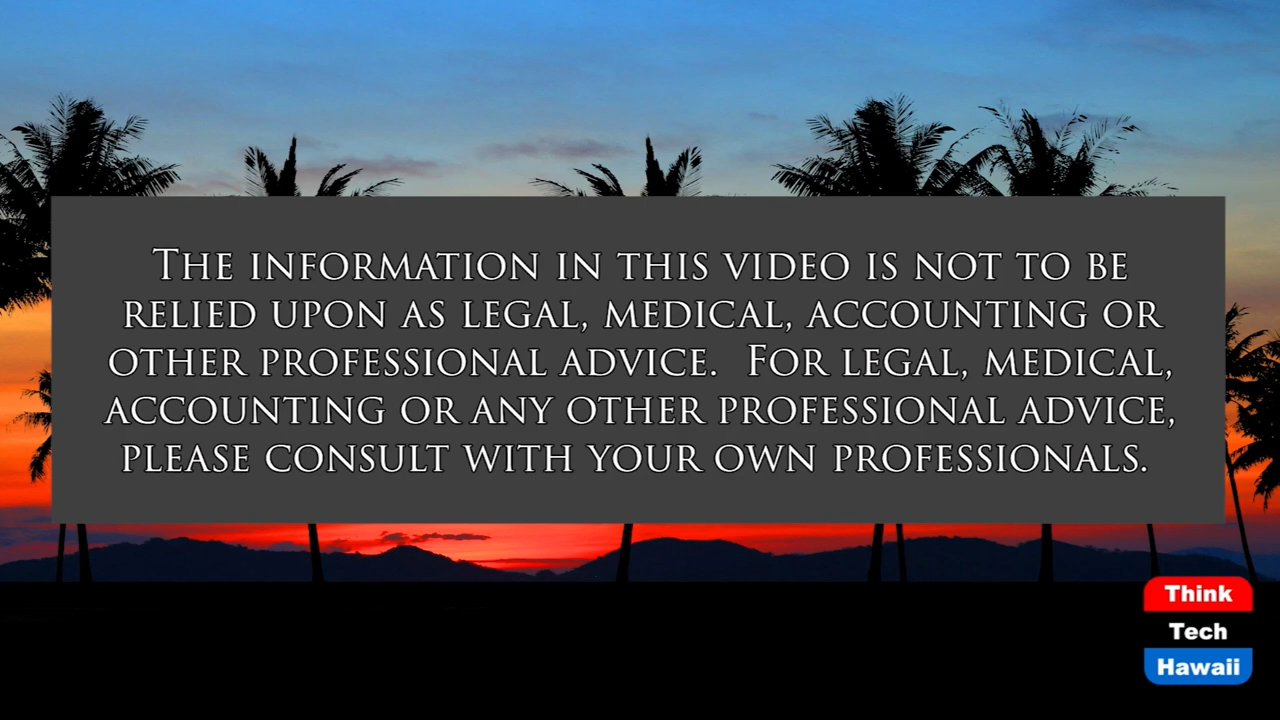 The information in this video is not to be
relied upon as legal, medical, accounting or
other professional advice.  For legal, medical,
accounting or any other professional advice,
please consult with your own professionals.
Think
Tech
Hawaii